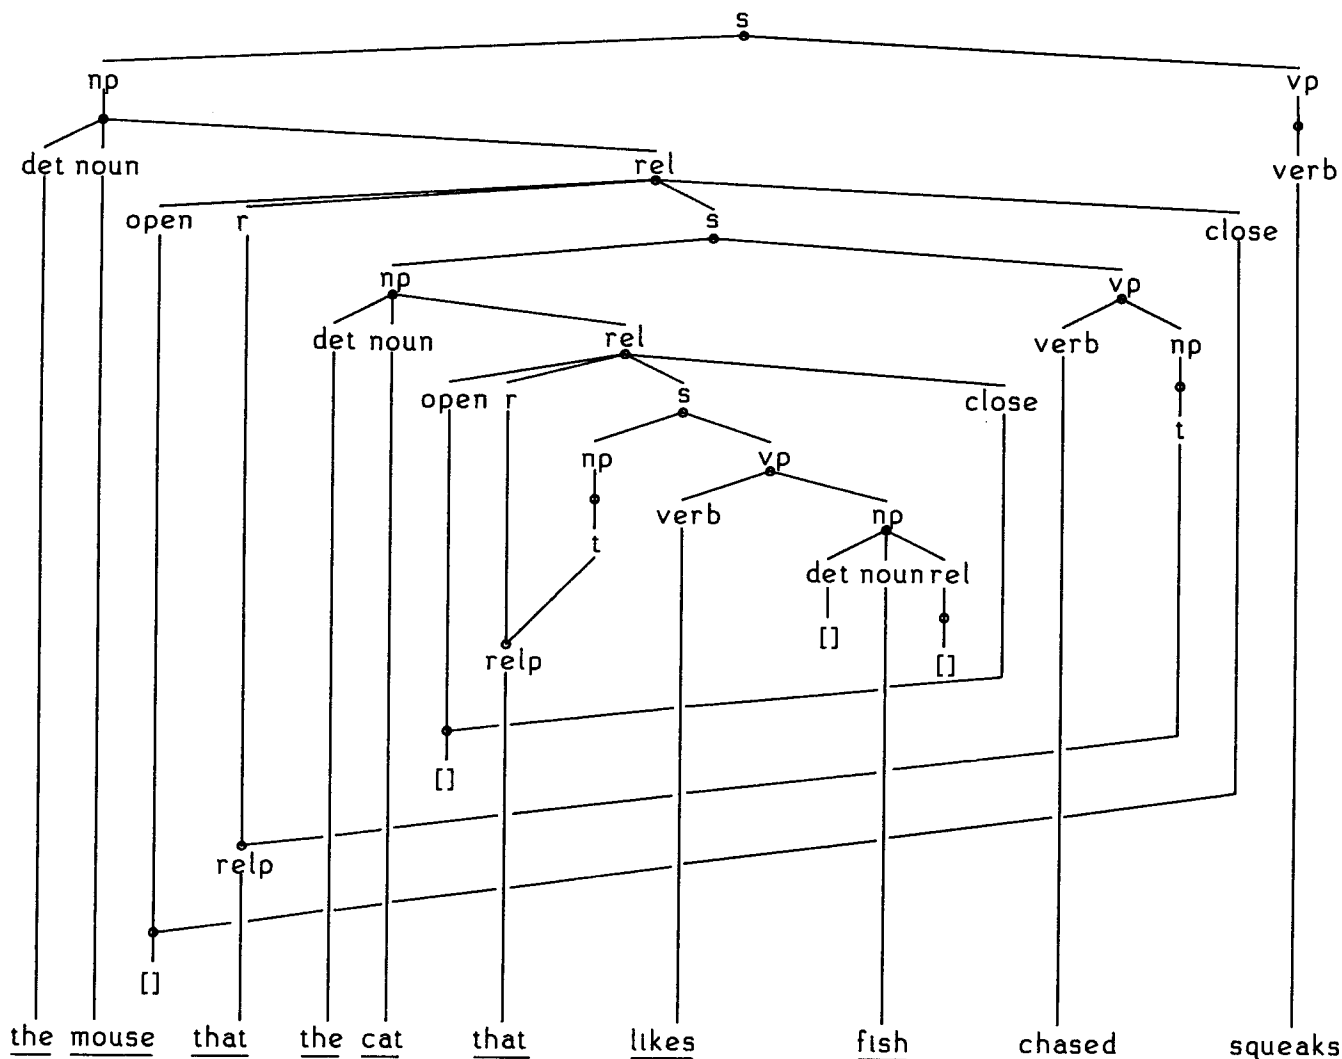 s
np vp
det noun rel verb
open r s close
np vp
det noun rel verb np
open r s close
t
np vp
verb np
t
det noun rel
[]
relp []
[]
relp
[]
the mouse that the cat that likes fish chased squeaks